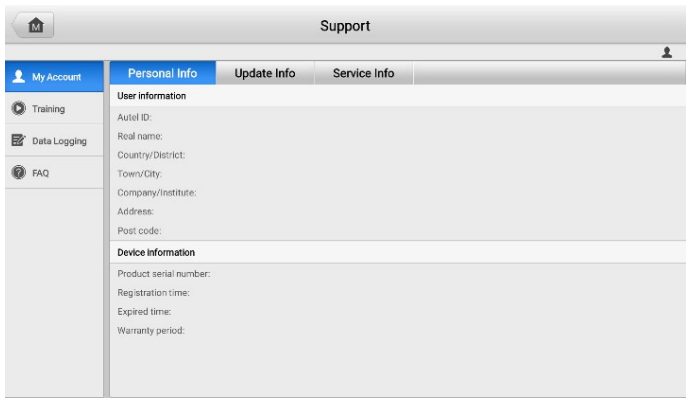 M
Support
My Account
Training
Data Logging
FAQ
Personal Info
Update Info
Service Info
User information
Autel ID:
Real name:
Country/District:
Town/City:
Company/Institute:
Address:
Post code:
Device information
Product serial number:
Registration time:
Expired time:
Warranty period: